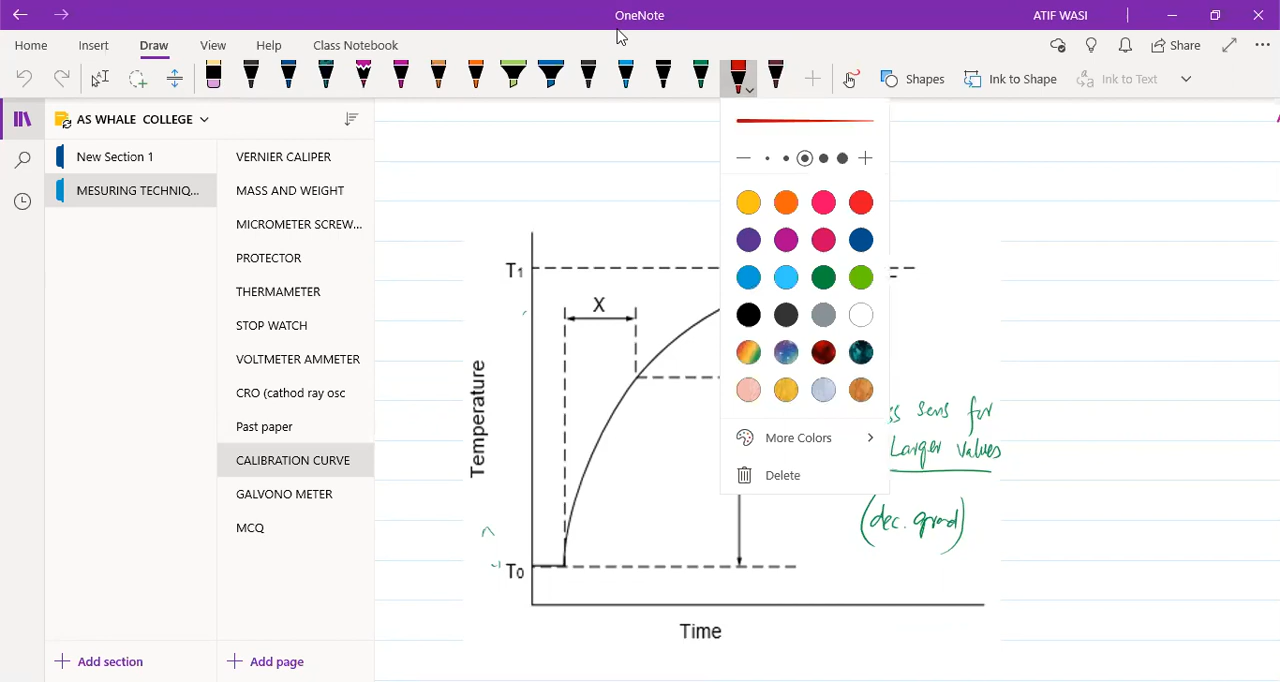 OneNote
ATIF WASI
Home Insert Draw View Help Class Notebook
Share
Shapes
Ink to Shape
Ink to Text
AS WHALE COLLEGE
New Section 1
MESURING TECHNIQ...
VERNIER CALIPER
MASS AND WEIGHT
MICROMETER SCREW...
PROTECTOR
THERMAMETER
STOP WATCH
VOLTMETER AMMETER
CRO (cathod ray osc
Past paper
CALIBRATION CURVE
GALVONO METER
MCQ
Add section
Add page
More Colors
Delete
T1
X
Temperature
T0
Time
ss sens for
Larger values
(dec. grad)